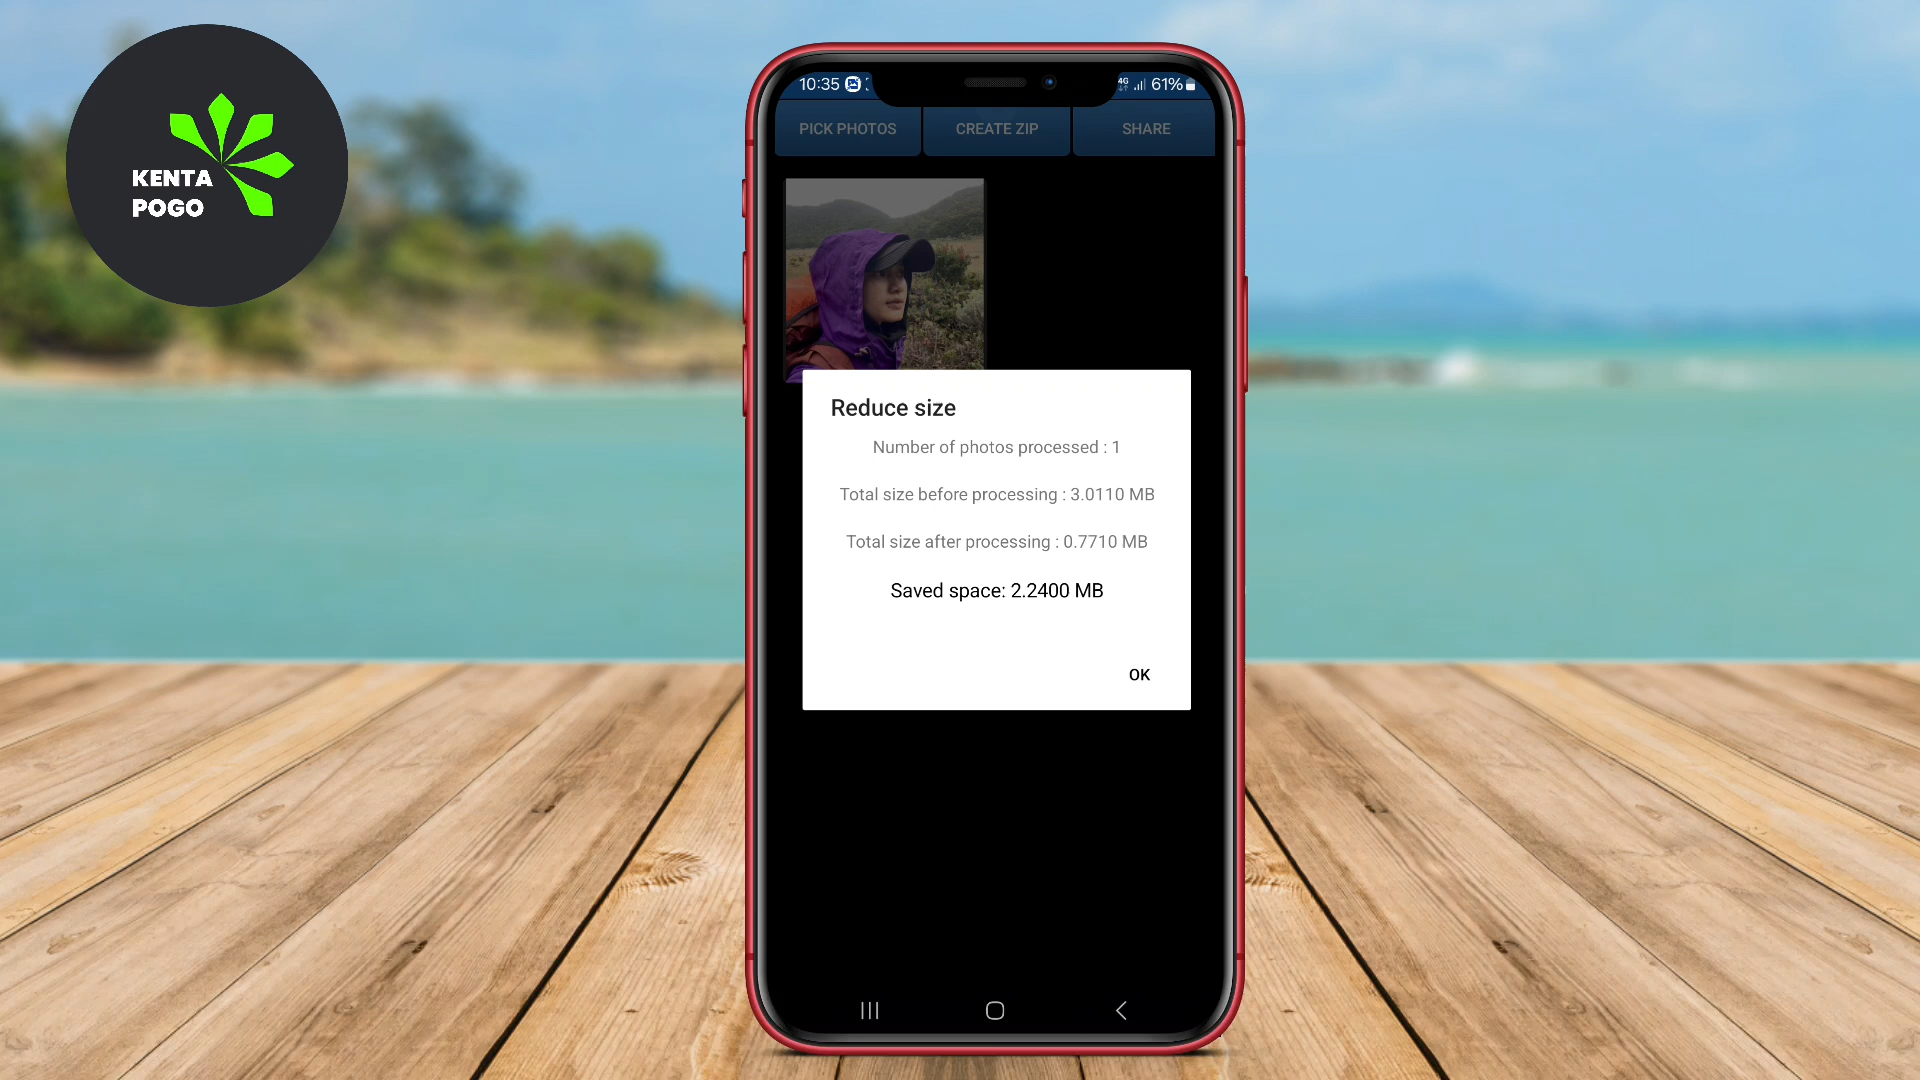 KENTA
POGO
10:35
4G
61%
PICK PHOTOS
CREATE ZIP
SHARE
Reduce size
Number of photos processed : 1
Total size before processing : 3.0110 MB
Total size after processing : 0.7710 MB
Saved space: 2.2400 MB
OK